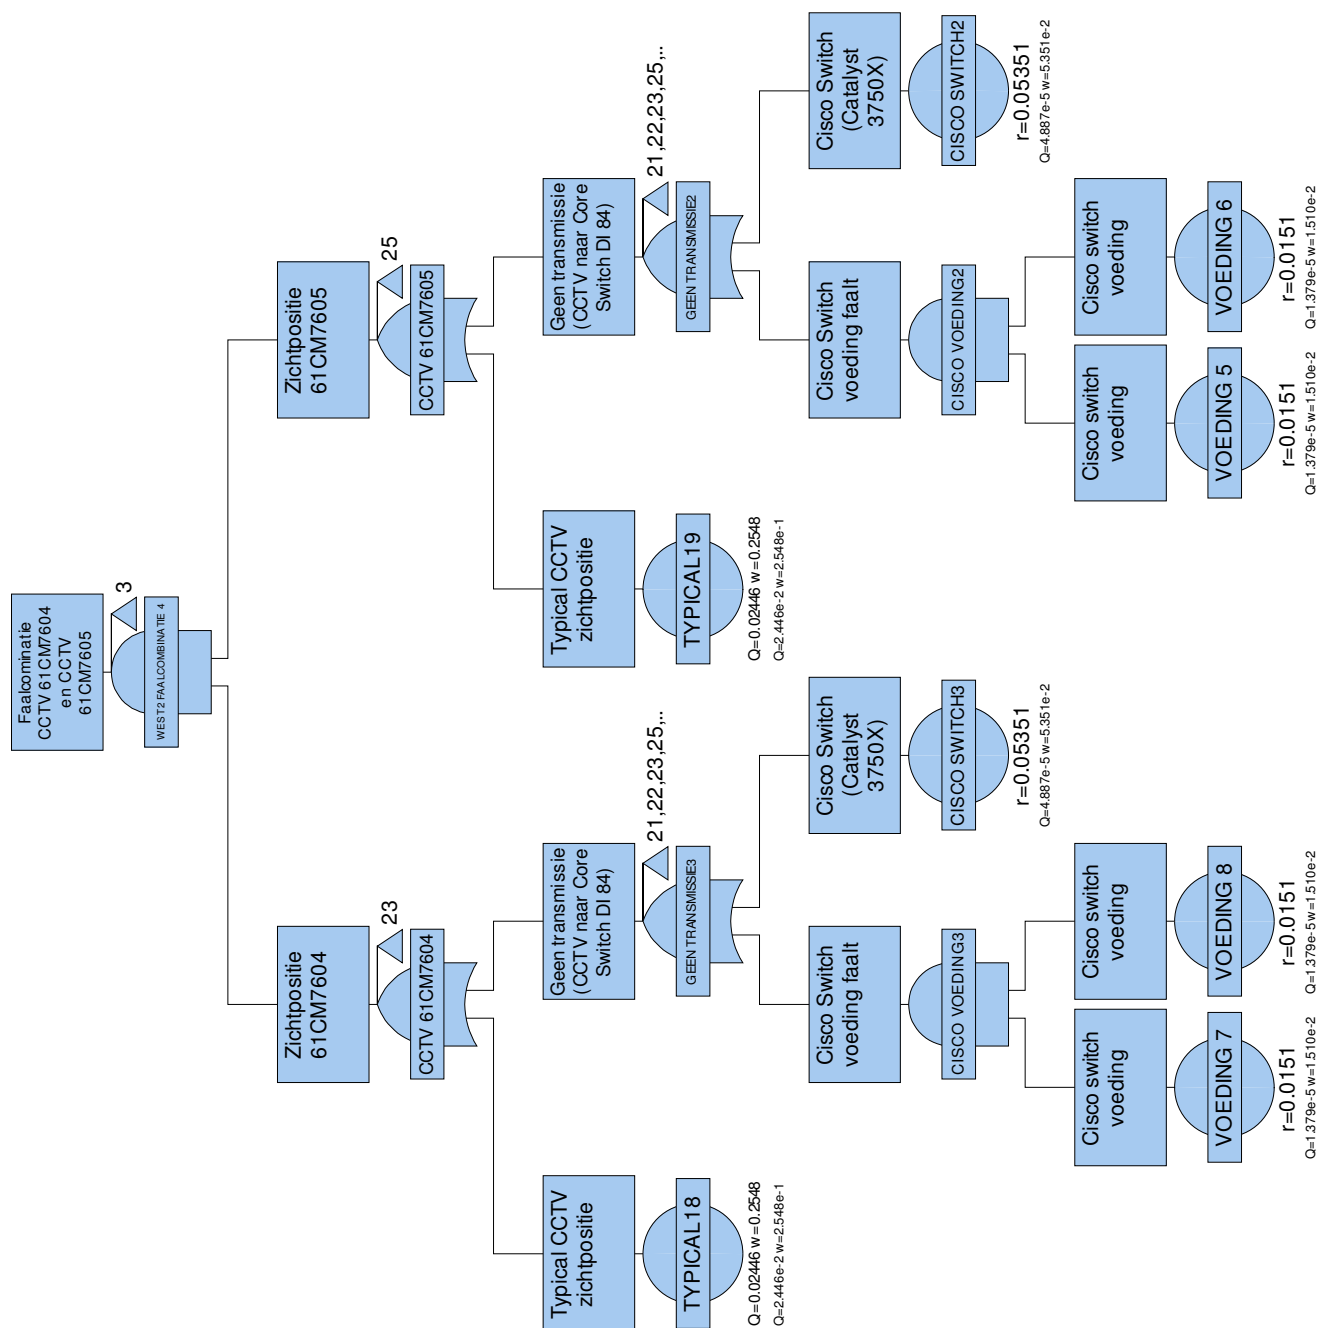 Faalcominatie
CCTV 61CM7604
en CCTV
61CM7605
3
WEST2 FAALCOMBINATIE 4
Zichtpositie
61CM7604
23
CCTV 61CM7604
Zichtpositie
61CM7605
25
CCTV 61CM7605
Typical CCTV
zichtpositie
TYPICAL18
Q=0.02446 w=0.2548
Q=2.446e-2 w=2.548e-1
Geen transmissie
(CCTV naar Core
Switch DI 84)
21,22,23,25,..
GEEN TRANSMISSIE3
Typical CCTV
zichtpositie
TYPICAL19
Q=0.02446 w=0.2548
Q=2.446e-2 w=2.548e-1
Geen transmissie
(CCTV naar Core
Switch DI 84)
21,22,23,25,..
GEEN TRANSMISSIE2
Cisco Switch
voeding faalt
CISCO VOEDING3
Cisco Switch
(Catalyst
3750X)
CISCO SWITCH3
r=0.05351
Q=4.887e-5 w=5.351e-2
Cisco Switch
voeding faalt
CISCO VOEDING2
Cisco Switch
(Catalyst
3750X)
CISCO SWITCH2
r=0.05351
Q=4.887e-5 w=5.351e-2
Cisco switch
voeding
VOEDING 7
r=0.0151
Q=1.379e-5 w=1.510e-2
Cisco switch
voeding
VOEDING 8
r=0.0151
Q=1.379e-5 w=1.510e-2
Cisco switch
voeding
VOEDING 5
r=0.0151
Q=1.379e-5 w=1.510e-2
Cisco switch
voeding
VOEDING 6
r=0.0151
Q=1.379e-5 w=1.510e-2